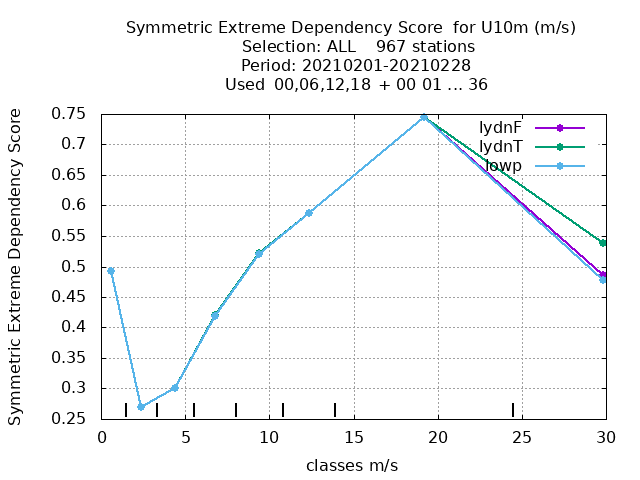 Symmetric Extreme Dependency Score for U10m (m/s)
Selection: ALL 967 stations
Period: 20210201-20210228
Used 00,06,12,18 + 00 01 ... 36
Symmetric Extreme Dependency Score
0.75
0.7
0.65
0.6
0.55
0.5
0.45
0.4
0.35
0.3
0.25
lydnF
lydnT
iowp
0 5 10 15 20 25 30
classes m/s